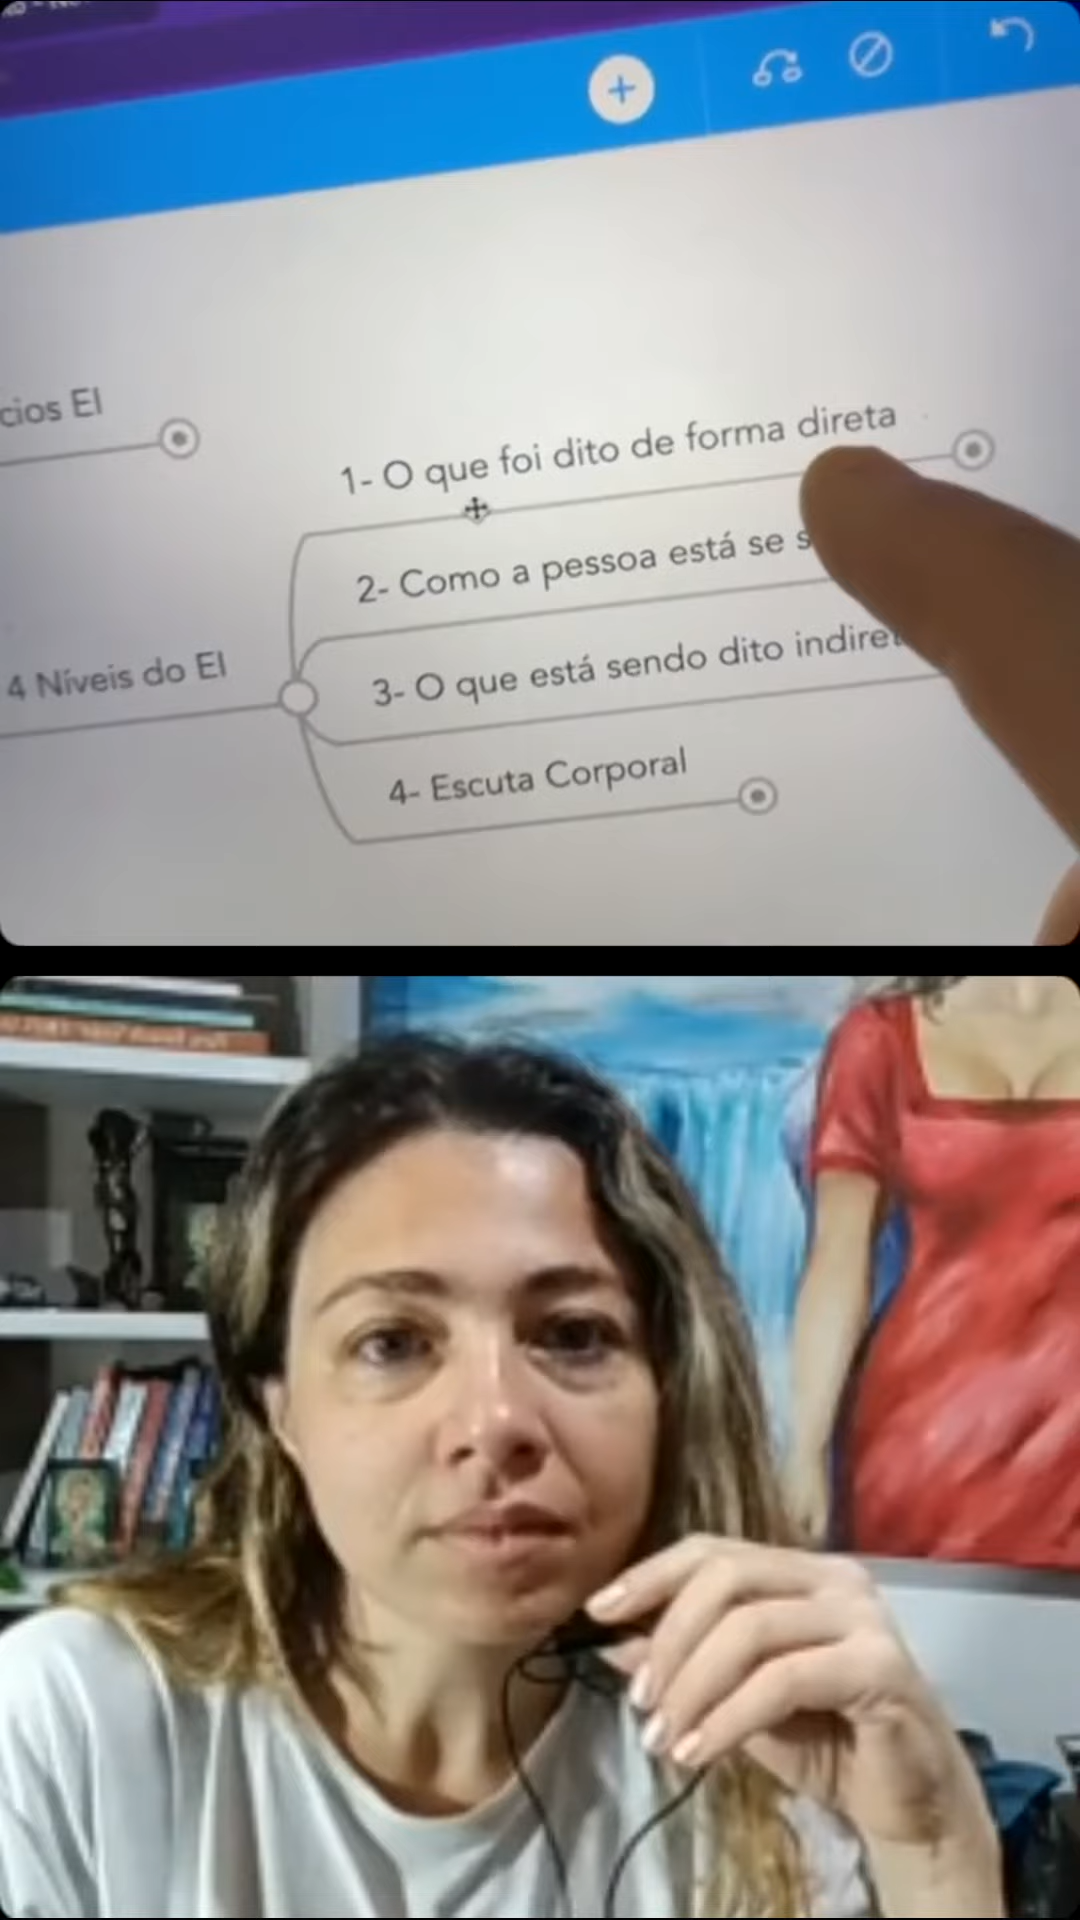 cios EI
1- O que foi dito de forma direta
2- Como a pessoa está se
3- O que está sendo dito
4 Níveis do EI
4- Escuta Corporal